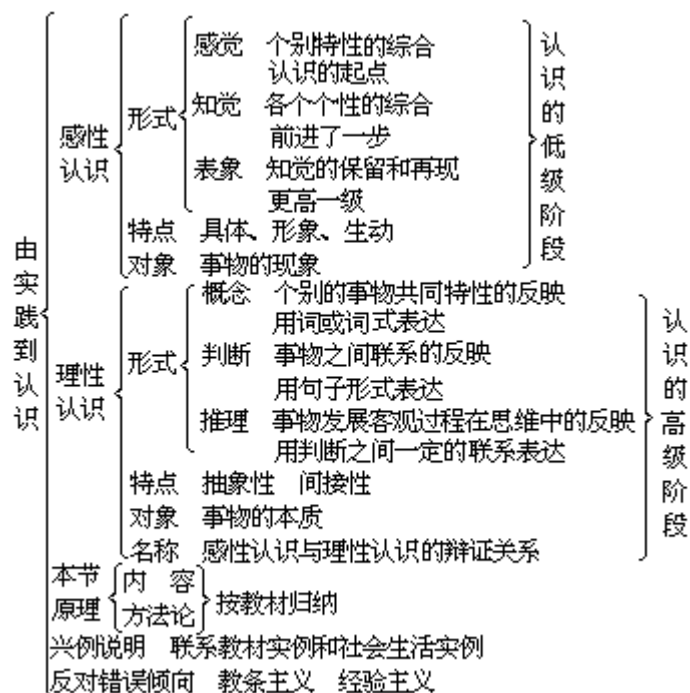 由实践到认识
感性认识
形式
感觉 个别特性的综合
认识的起点
知觉 各个个性的综合
前进了一步
表象 知觉的保留和再现
更高一级
特点 具体、形象、生动
对象 事物的现象
认识的低级阶段
理性认识
形式
概念 个别的事物共同特性的反映
用词或词式表达
判断 事物之间联系的反映
用句子形式表达
推理 事物发展客观过程在思维中的反映
用判断之间一定的联系表达
特点 抽象性 间接性
对象 事物的本质
名称 感性认识与理性认识的辩证关系
认识的高级阶段
本节原理
内 容
方法论
按教材归纳
兴例说明 联系教材实例和社会生活实例
反对错误倾向 教条主义 经验主义